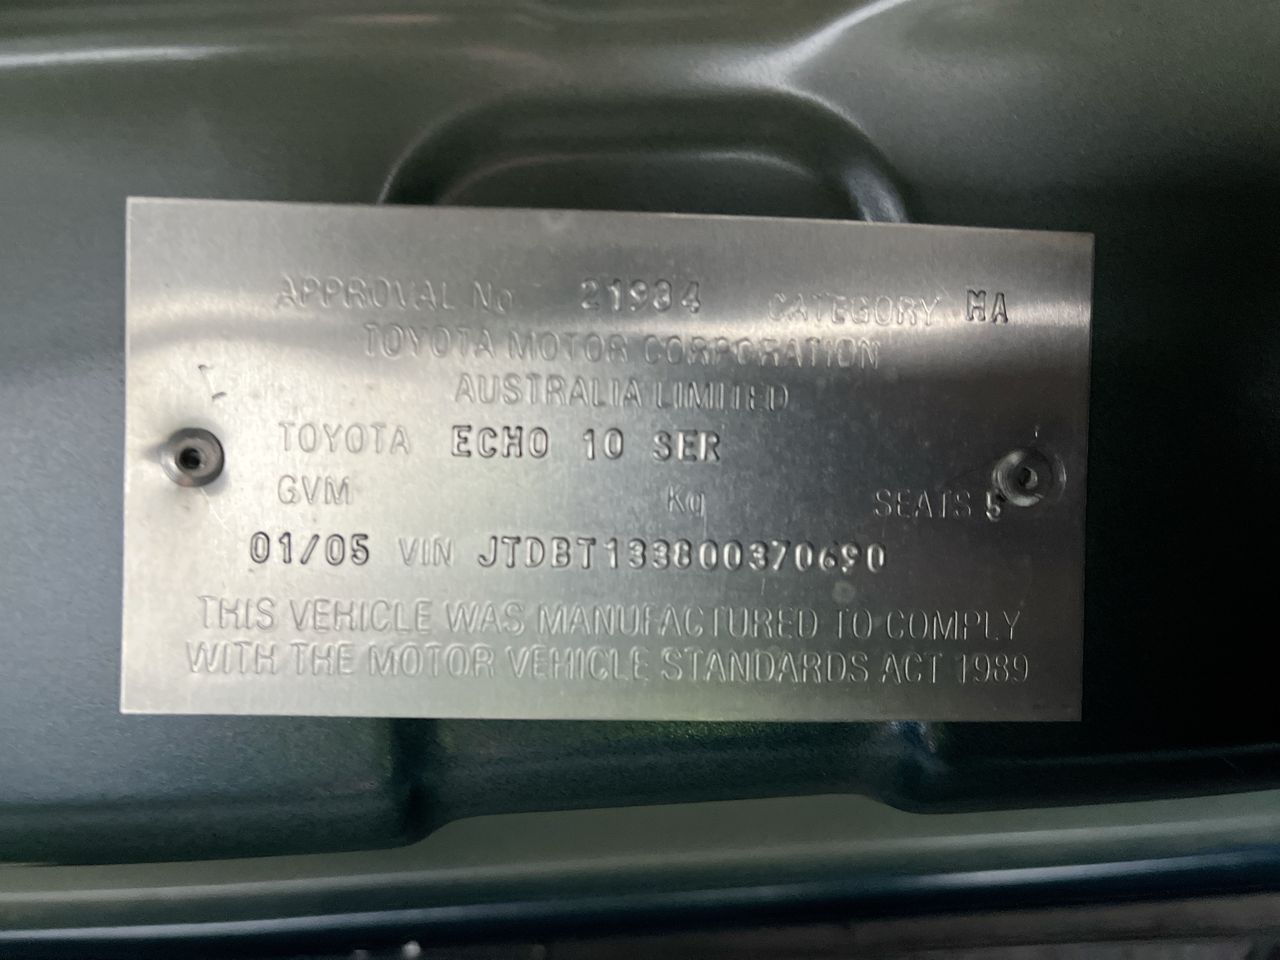 APPROVAL No 21934 CATEGORY MA
TOYOTA MOTOR CORPORATION
AUSTRALIA LIMITED
TOYOTA ECHO 10 SER
GVM Kg SEATS 5
01/05 VIN JTDBT133800370690
THIS VEHICLE WAS MANUFACTURED TO COMPLY
WITH THE MOTOR VEHICLE STANDARDS ACT 1989